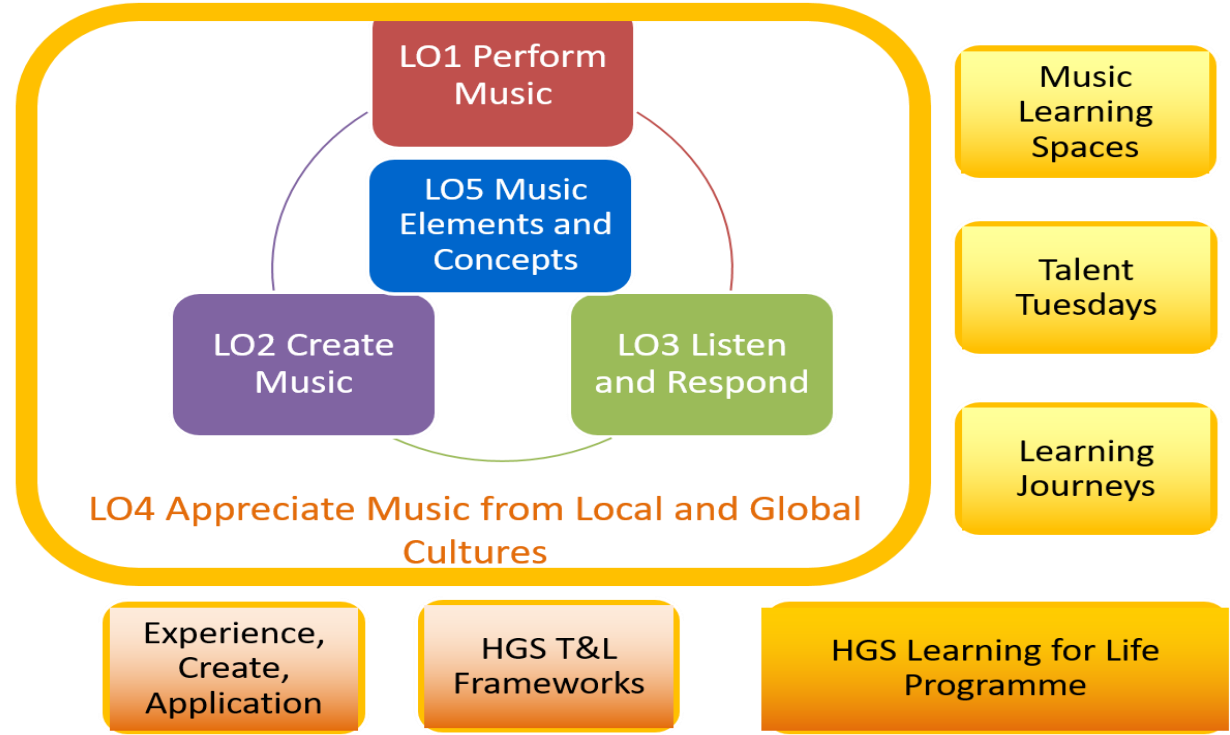 LO1 Perform
Music
LO5 Music
Elements and
Concepts
LO2 Create
Music
LO3 Listen
and Respond
LO4 Appreciate Music from Local and Global
Cultures
Music
Learning
Spaces
Talent
Tuesdays
Learning
Journeys
Experience,
Create,
Application
HGS T&L
Frameworks
HGS Learning for Life
Programme